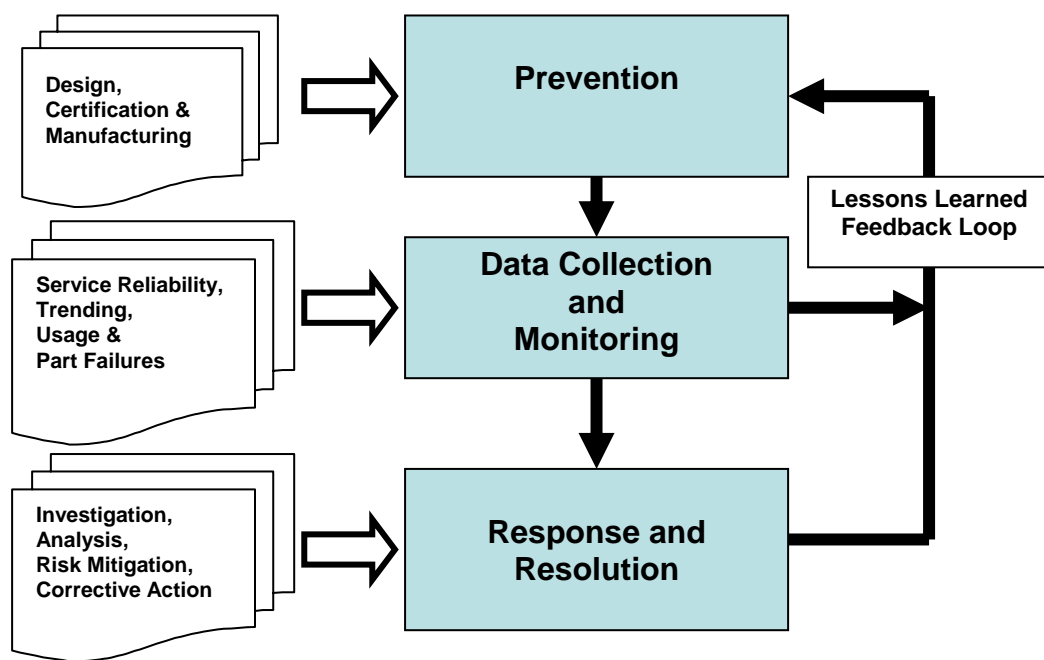 Design,
Certification &
Manufacturing
Prevention
Lessons Learned
Feedback Loop
Service Reliability,
Trending,
Usage &
Part Failures
Data Collection
and
Monitoring
Investigation,
Analysis,
Risk Mitigation,
Corrective Action
Response and
Resolution